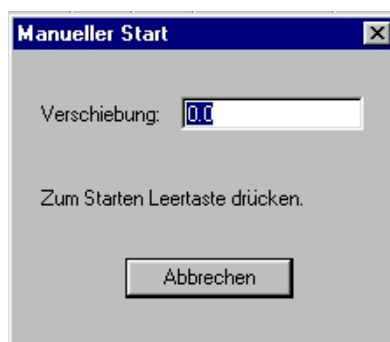 Manueller Start
Verschiebung: 0.0
Zum Starten Leertaste drücken.
Abbrechen